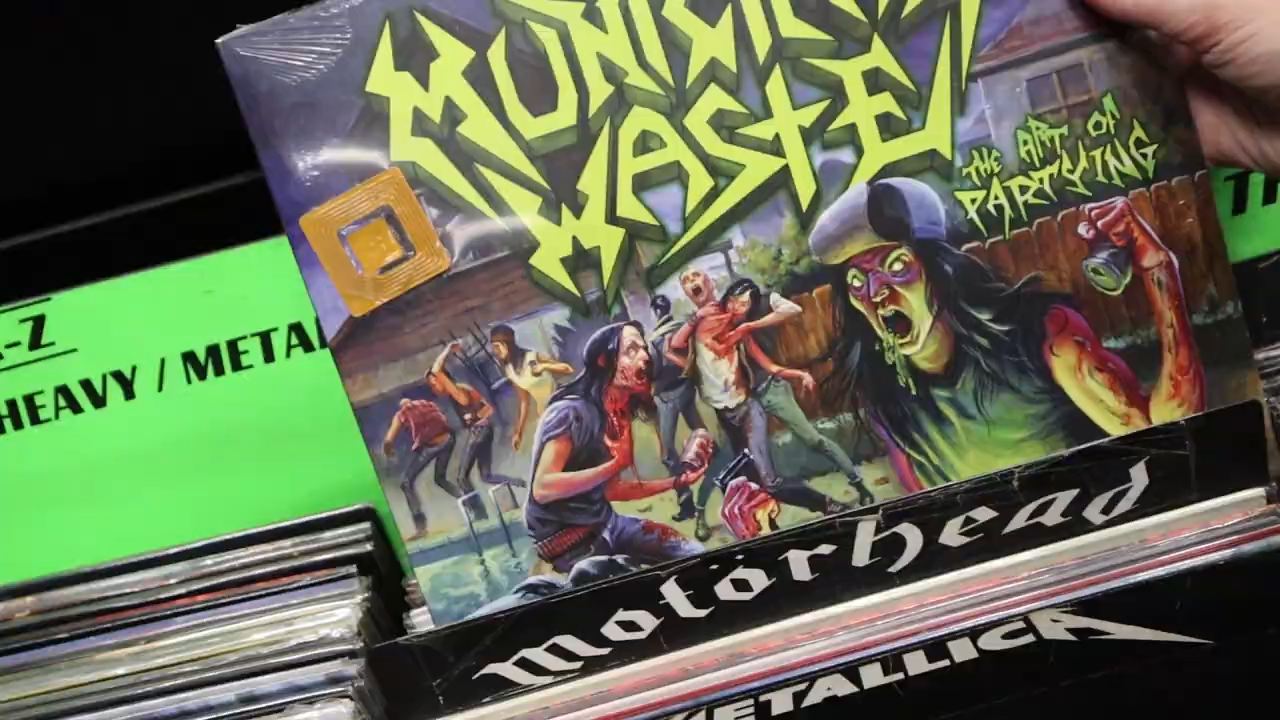 MUNICIPAL
WASTE
THE ART OF
PARTYING
-Z
HEAVY / METAL
motörhead
METALLICA